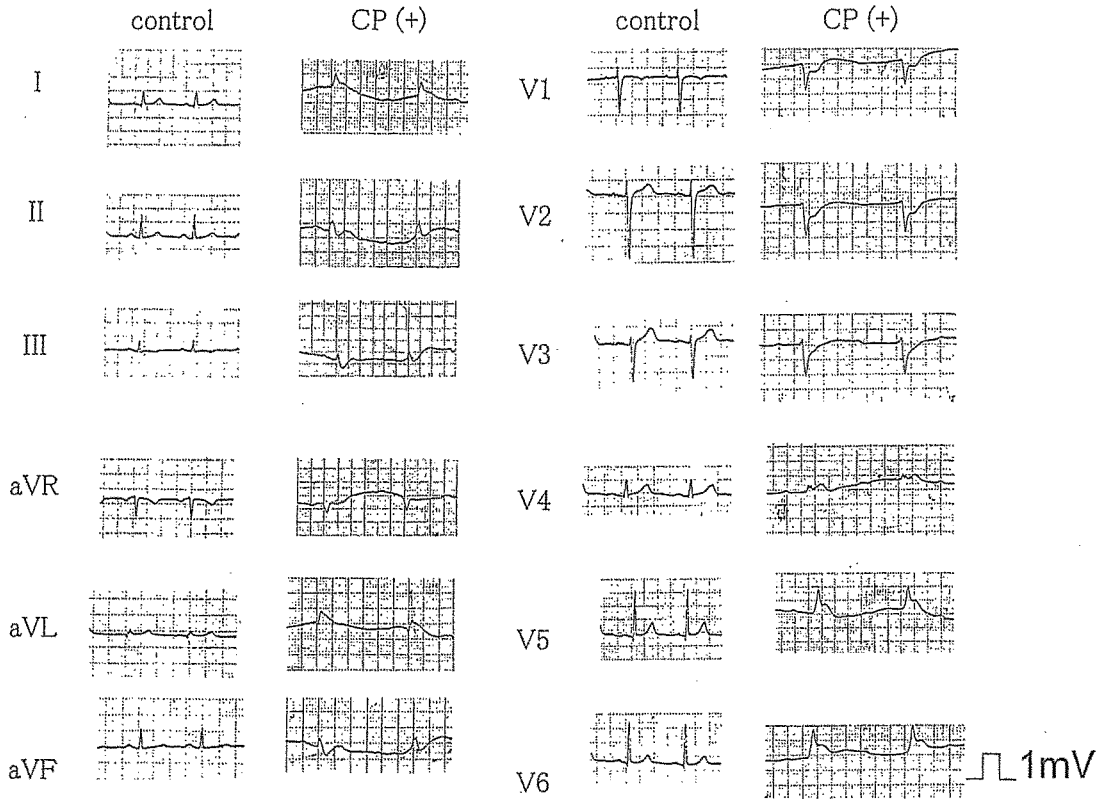 control CP (+) control CP (+)
I V1
II V2
III V3
aVR V4
aVL V5
aVF V6
1mV